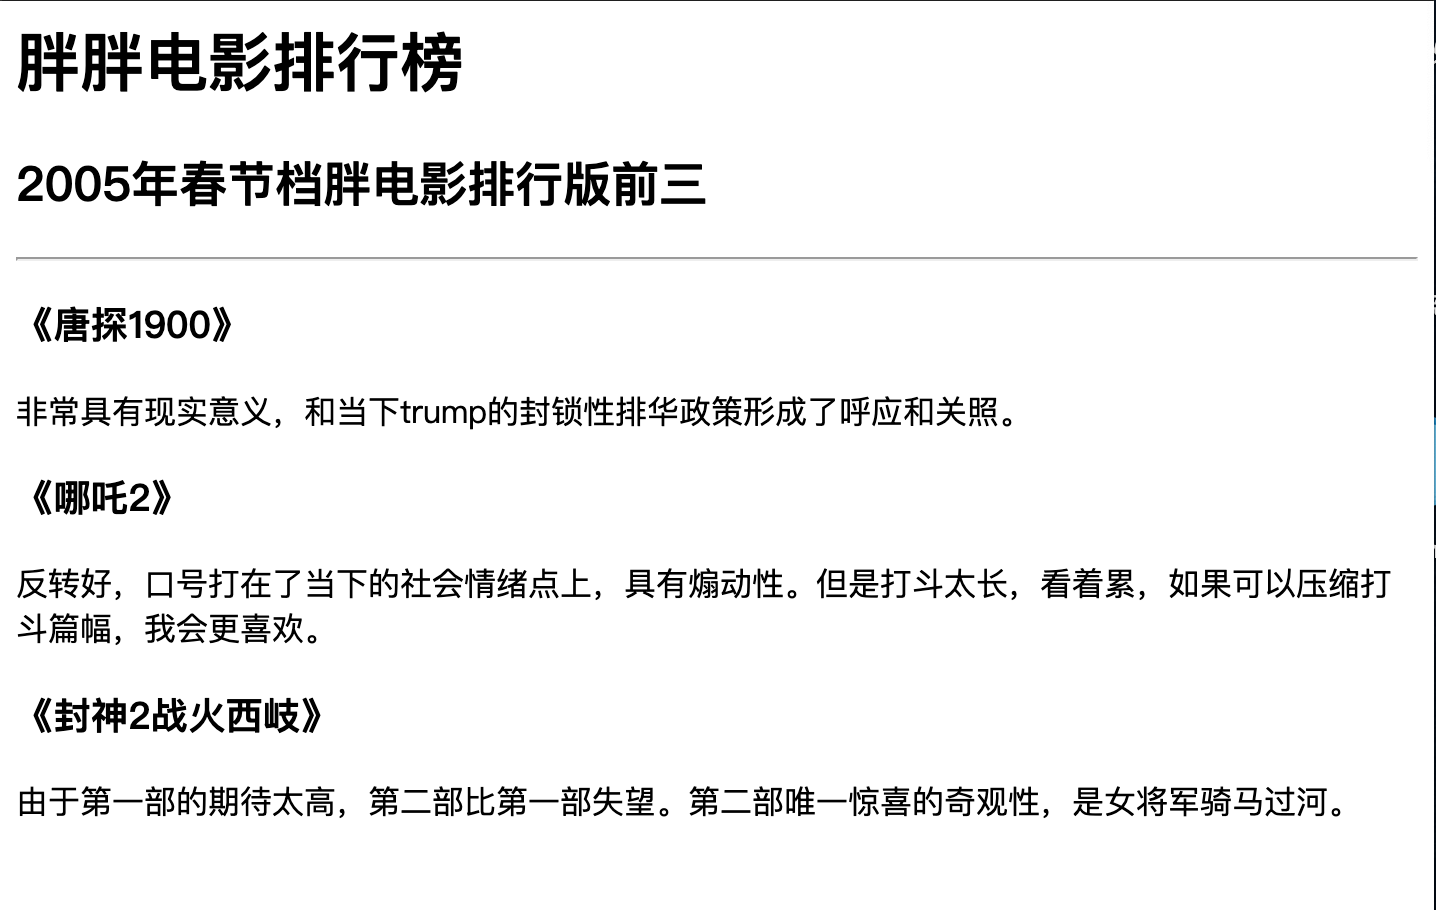 胖胖电影排行榜
2005年春节档胖电影排行版前三
《唐探1900》
非常具有现实意义，和当下trump的封锁性排华政策形成了呼应和关照。
《哪吒2》
反转好，口号打在了当下的社会情绪点上，具有煽动性。但是打斗太长，看着累，如果可以压缩打
斗篇幅，我会更喜欢。
《封神2战火西岐》
由于第一部的期待太高，第二部比第一部失望。第二部唯一惊喜的奇观性，是女将军骑马过河。